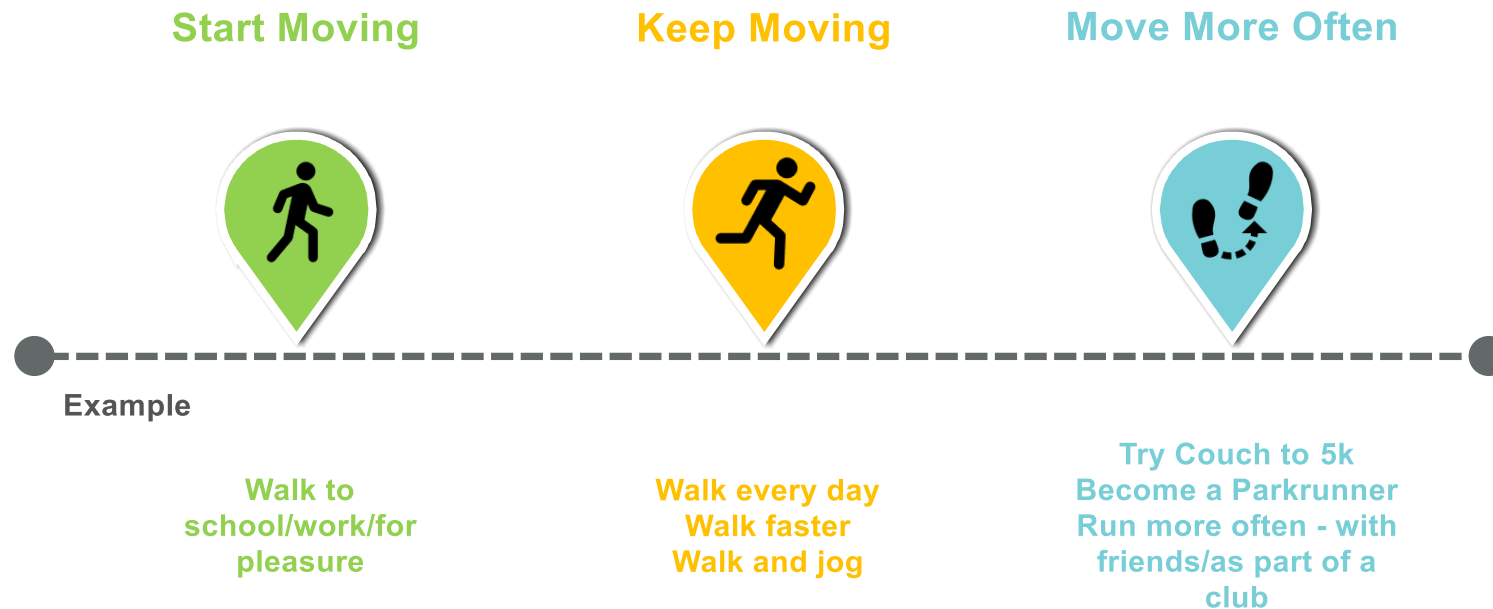 Start Moving
Keep Moving
Move More Often
Example
Walk to
school/work/for
pleasure
Walk every day
Walk faster
Walk and jog
Try Couch to 5k
Become a Parkrunner
Run more often - with
friends/as part of a
club